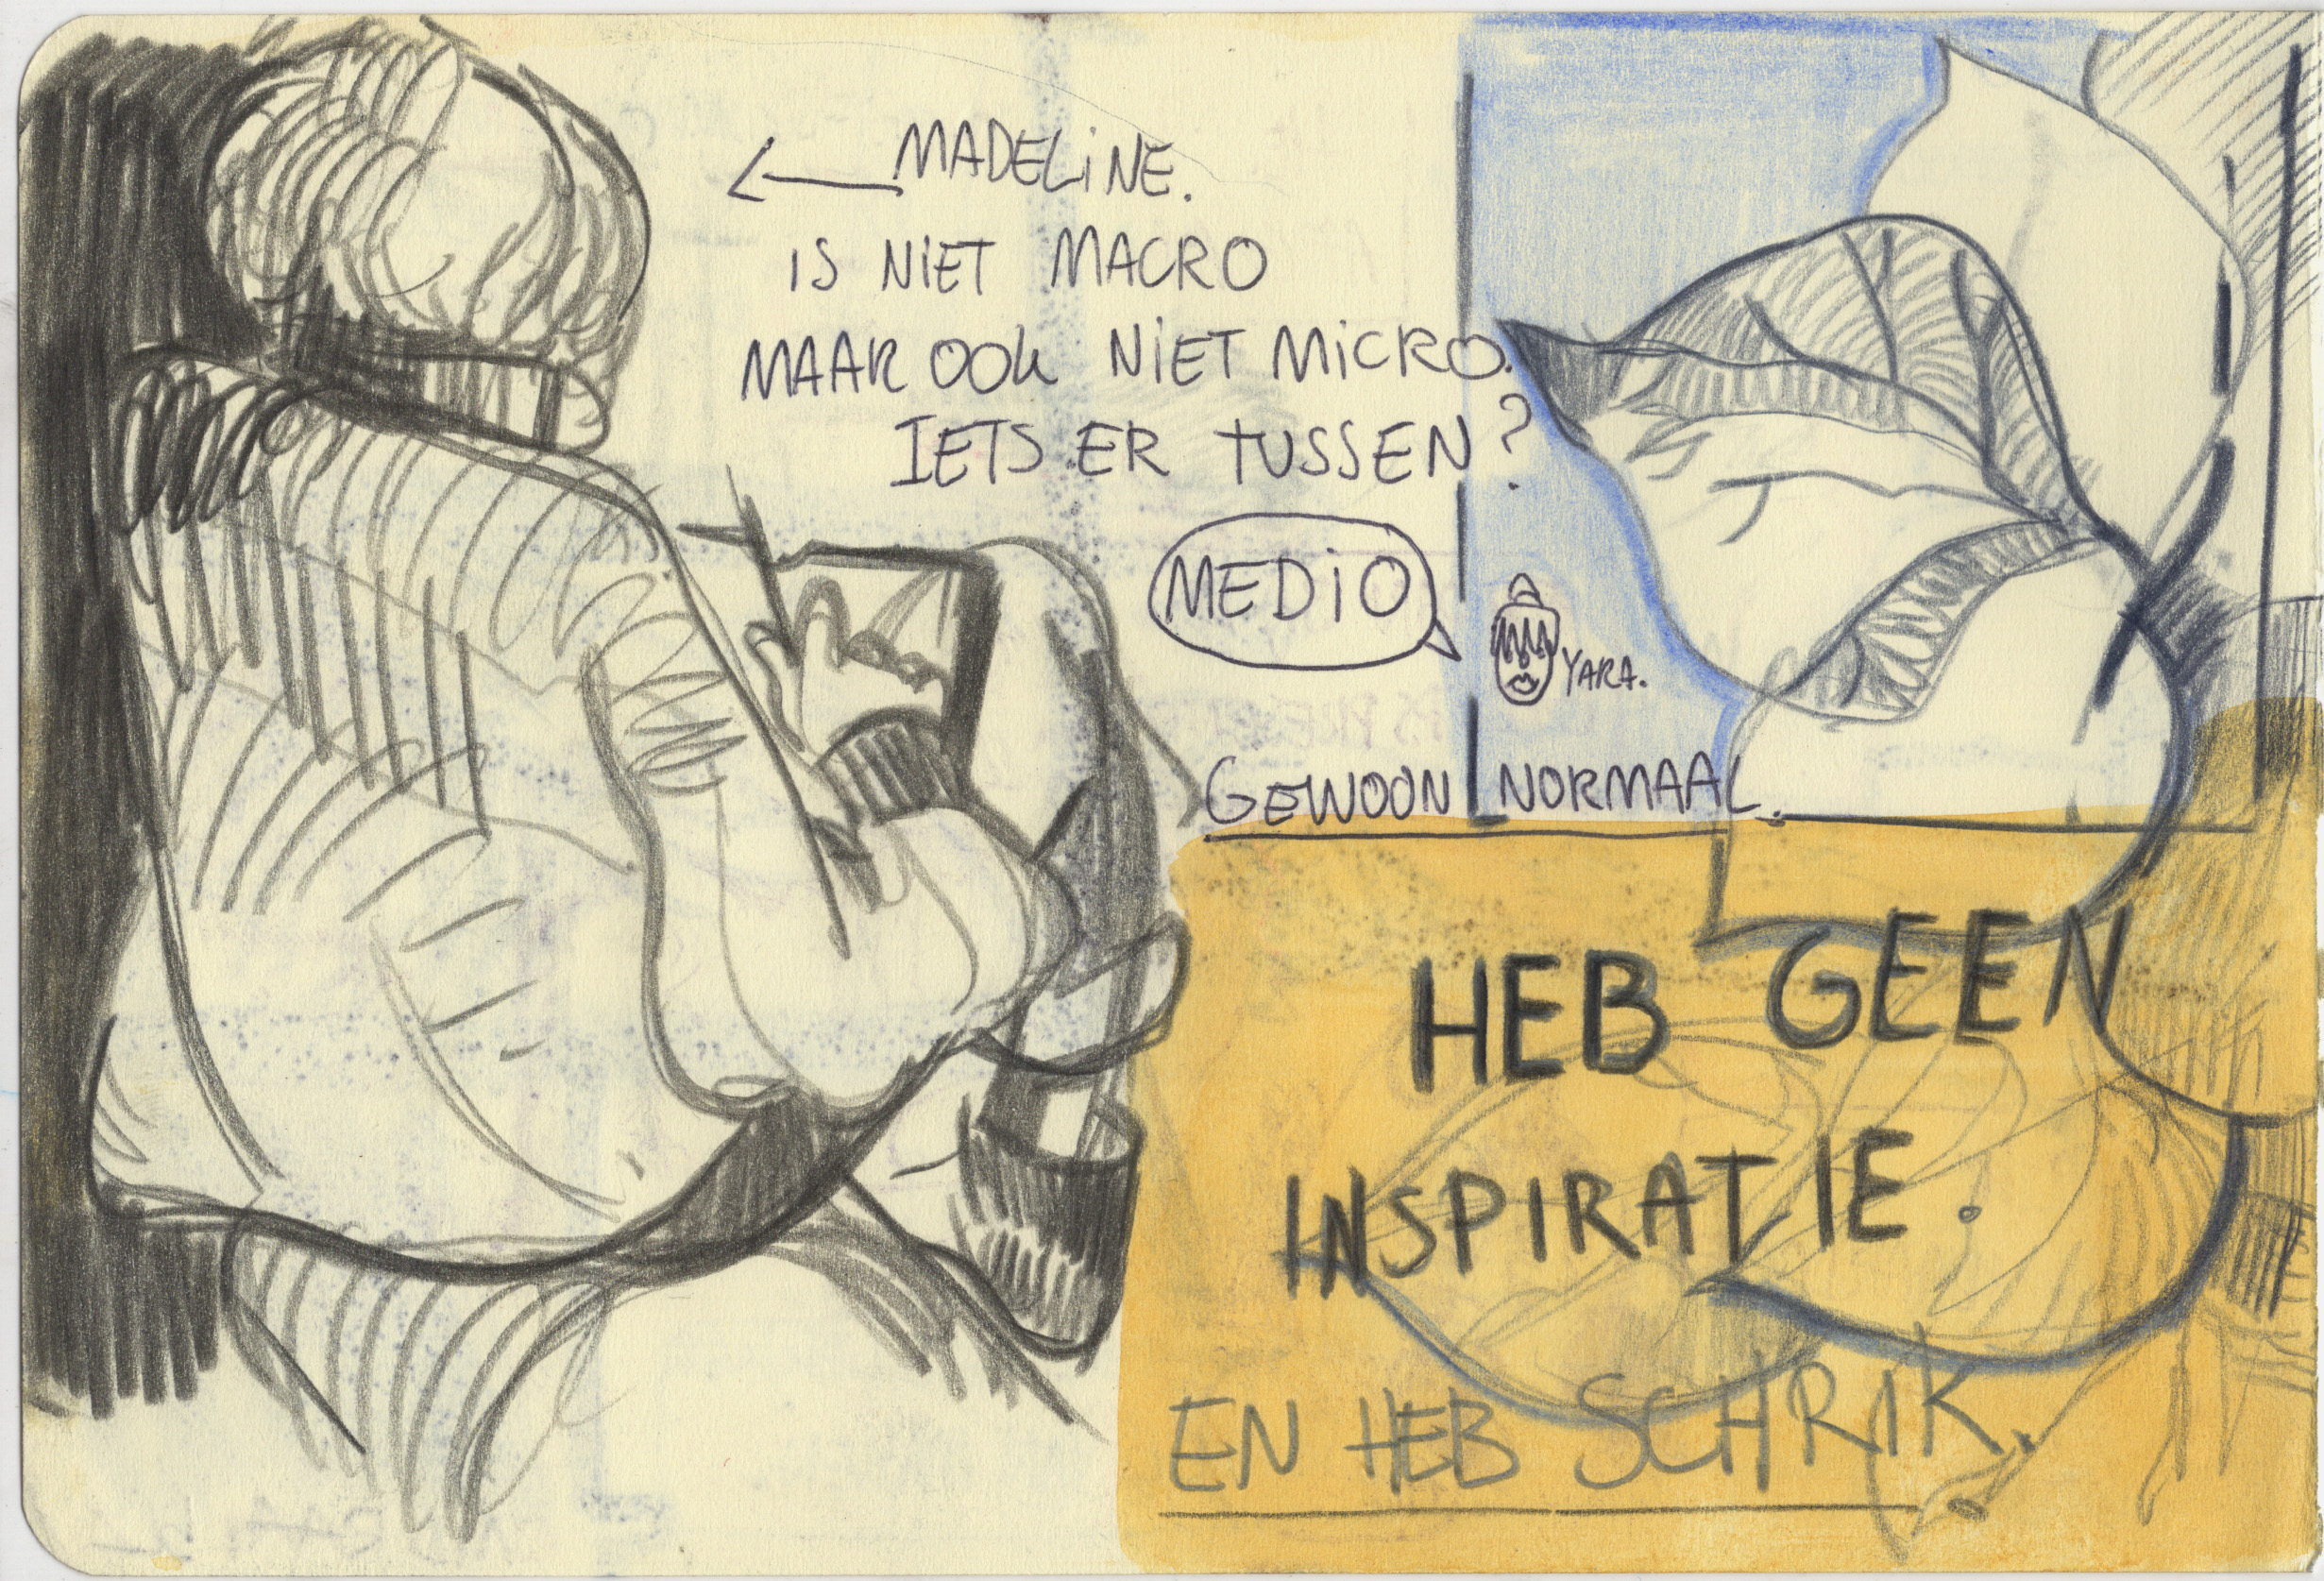 MADELINE.
IS NIET MACRO
MAAR OOK NIET MICRO.
IETS ER TUSSEN?
MEDIO
YARA.
GEWOON NORMAAL.
HEB GEEN
INSPIRATIE.
EN HEB SCHRIK.